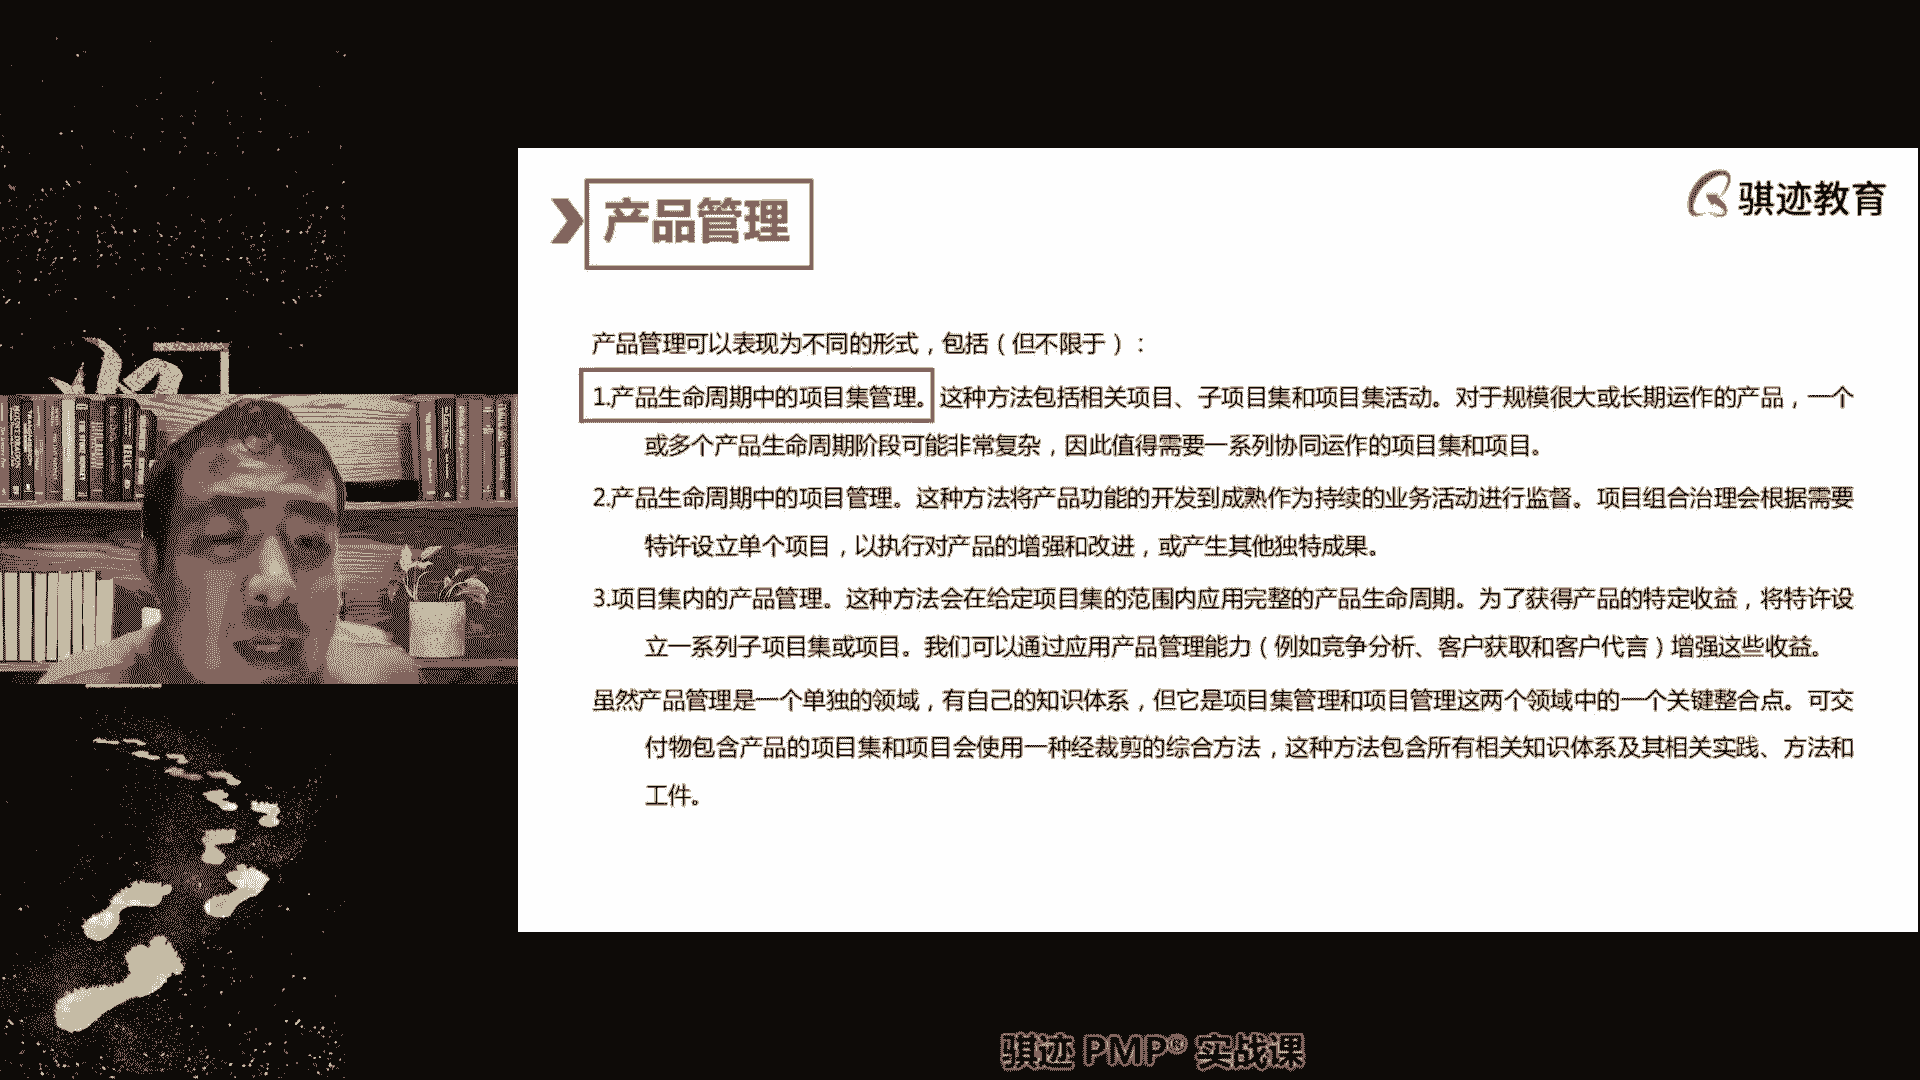 产品管理
骐迹教育
产品管理可以表现为不同的形式，包括（但不限于）：
1.产品生命周期中的项目集管理。这种方法包括相关项目、子项目集和项目集活动。对于规模很大或长期运作的产品，一个
或多个产品生命周期阶段可能非常复杂，因此值得需要一系列协同运作的项目集和项目。
2.产品生命周期中的项目管理。这种方法将产品功能的开发到成熟作为持续的业务活动进行监督。项目组合治理会根据需要
特许设立单个项目，以执行对产品的增强和改进，或产生其他独特成果。
3.项目集内的产品管理。这种方法会在给定项目集的范围内应用完整的产品生命周期。为了获得产品的特定收益，将特许设
立一系列子项目集或项目。我们可以通过应用产品管理能力（例如竞争分析、客户获取和客户代言）增强这些收益。
虽然产品管理是一个单独的领域，有自己的知识体系，但它是项目集管理和项目管理这两个领域中的一个关键整合点。可交
付物包含产品的项目集和项目会使用一种经裁剪的综合方法，这种方法包含所有相关知识体系及其相关实践、方法和
工件。
骐迹 PMP® 实战课